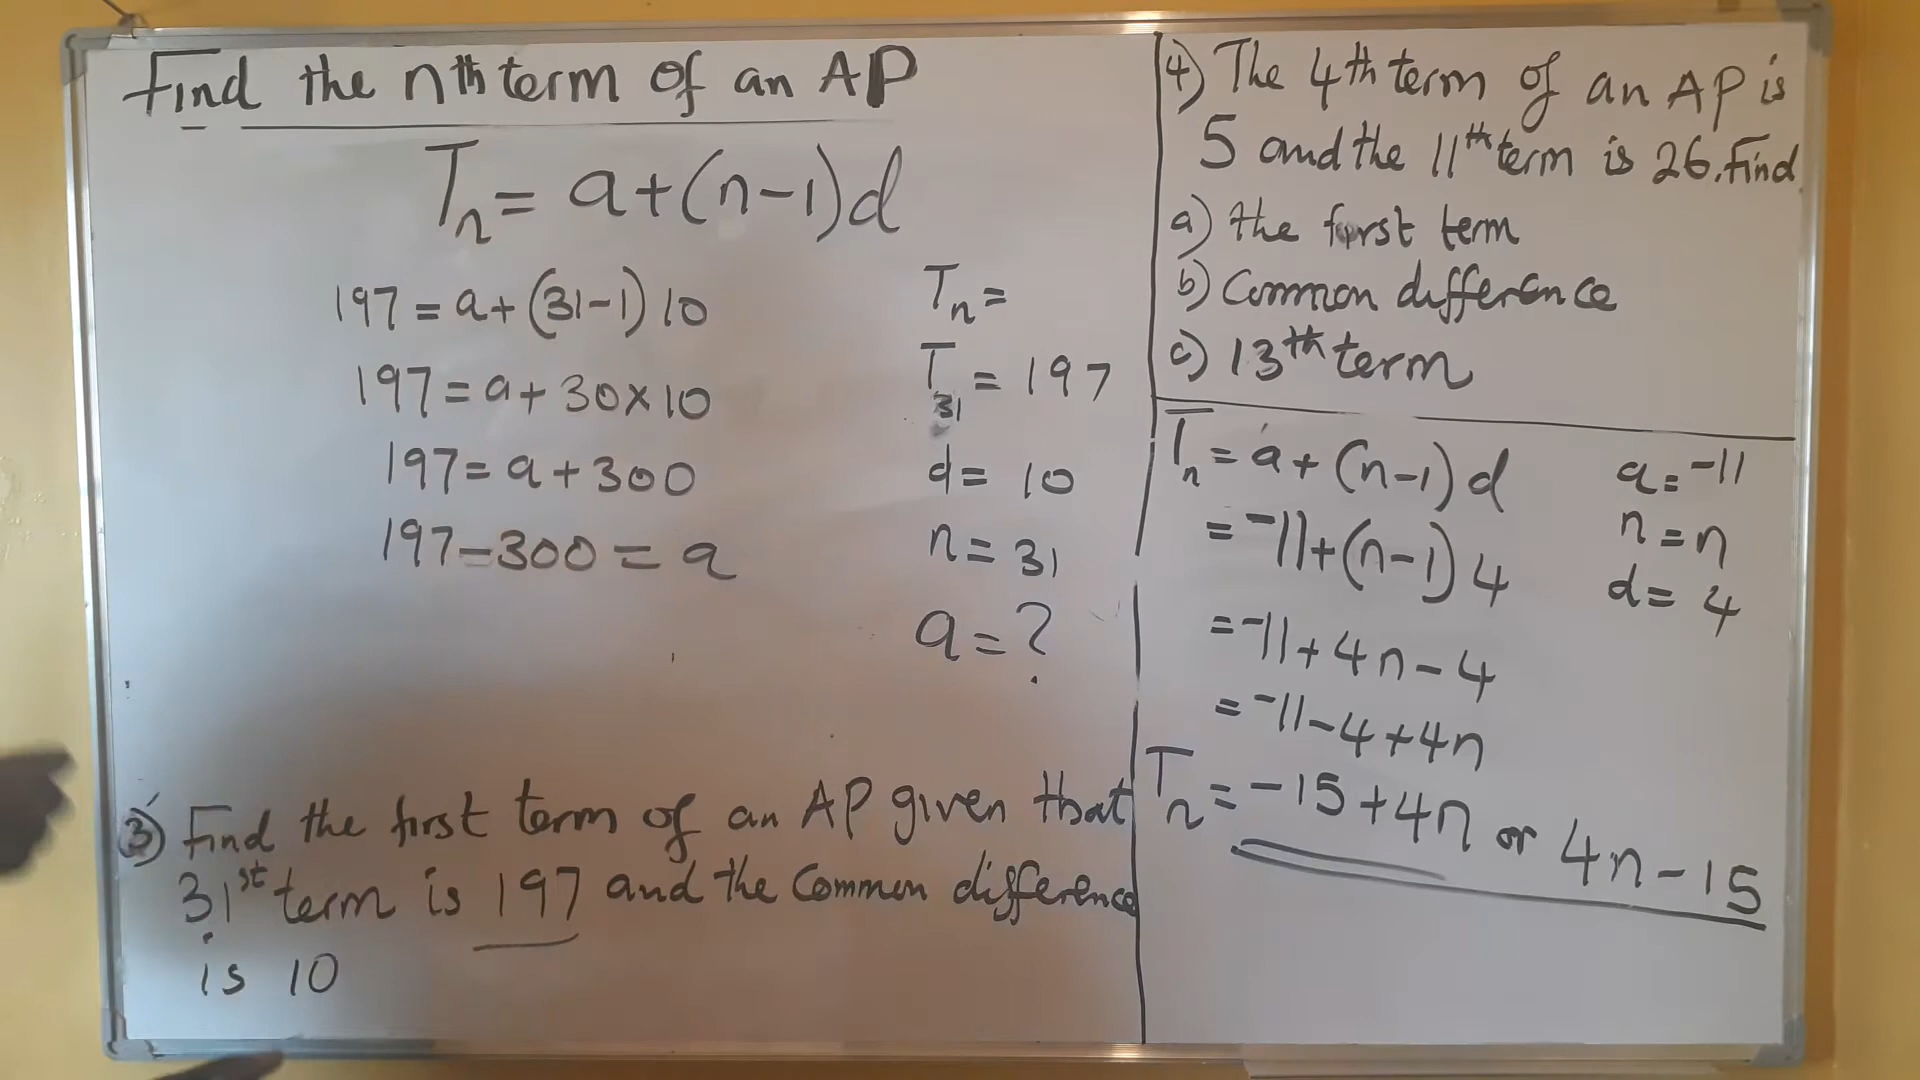 Find the nth term of an AP
Tn = a+(n-1)d
197 = a+(31-1)10
197 = a+30×10
197 = a+300
197-300 = a
Tn =
T31 = 197
d = 10
n = 31
a = ?
3) Find the first term of an AP given that
31st term is 197 and the Common difference
is 10
4) The 4th term of an AP is
5 and the 11th term is 26. Find
a) the first term
b) Common difference
c) 13th term
Tn = a+(n-1)d
= -11+(n-1)4
= -11+4n-4
= -11-4+4n
Tn = -15+4n or 4n-15
a = -11
n = n
d = 4